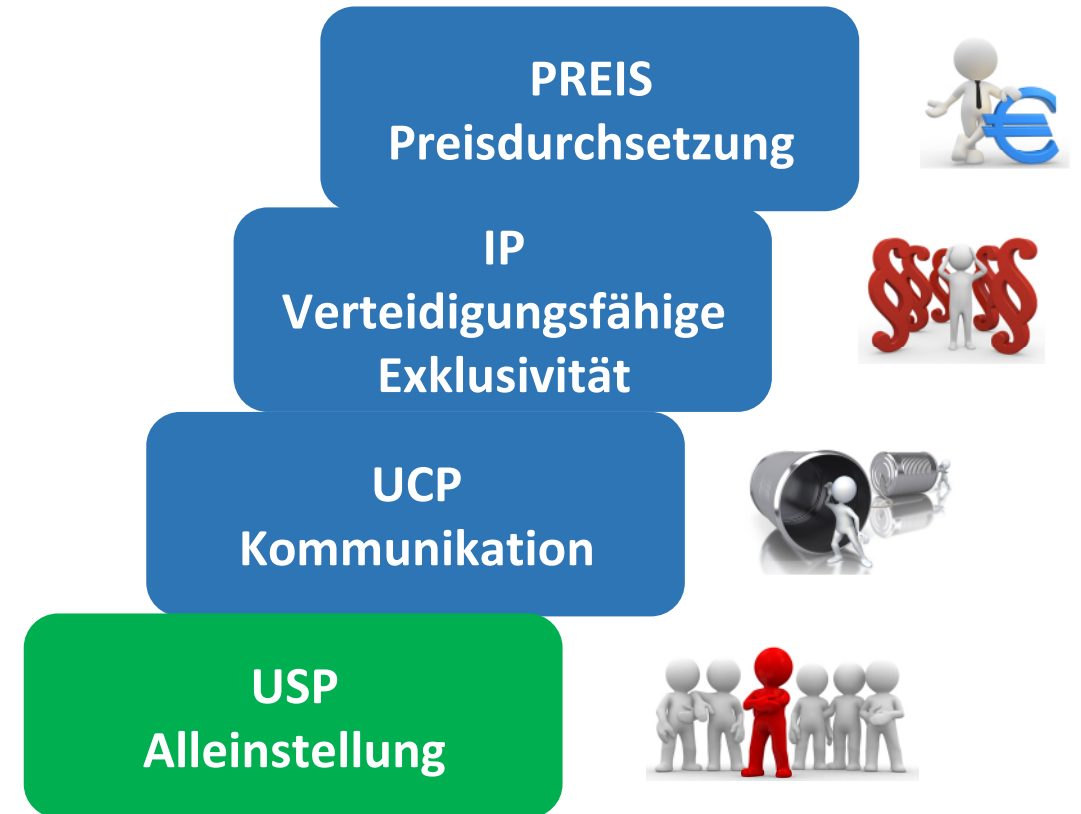 PREIS
Preisdurchsetzung
IP
Verteidigungsfähige
Exklusivität
UCP
Kommunikation
USP
Alleinstellung